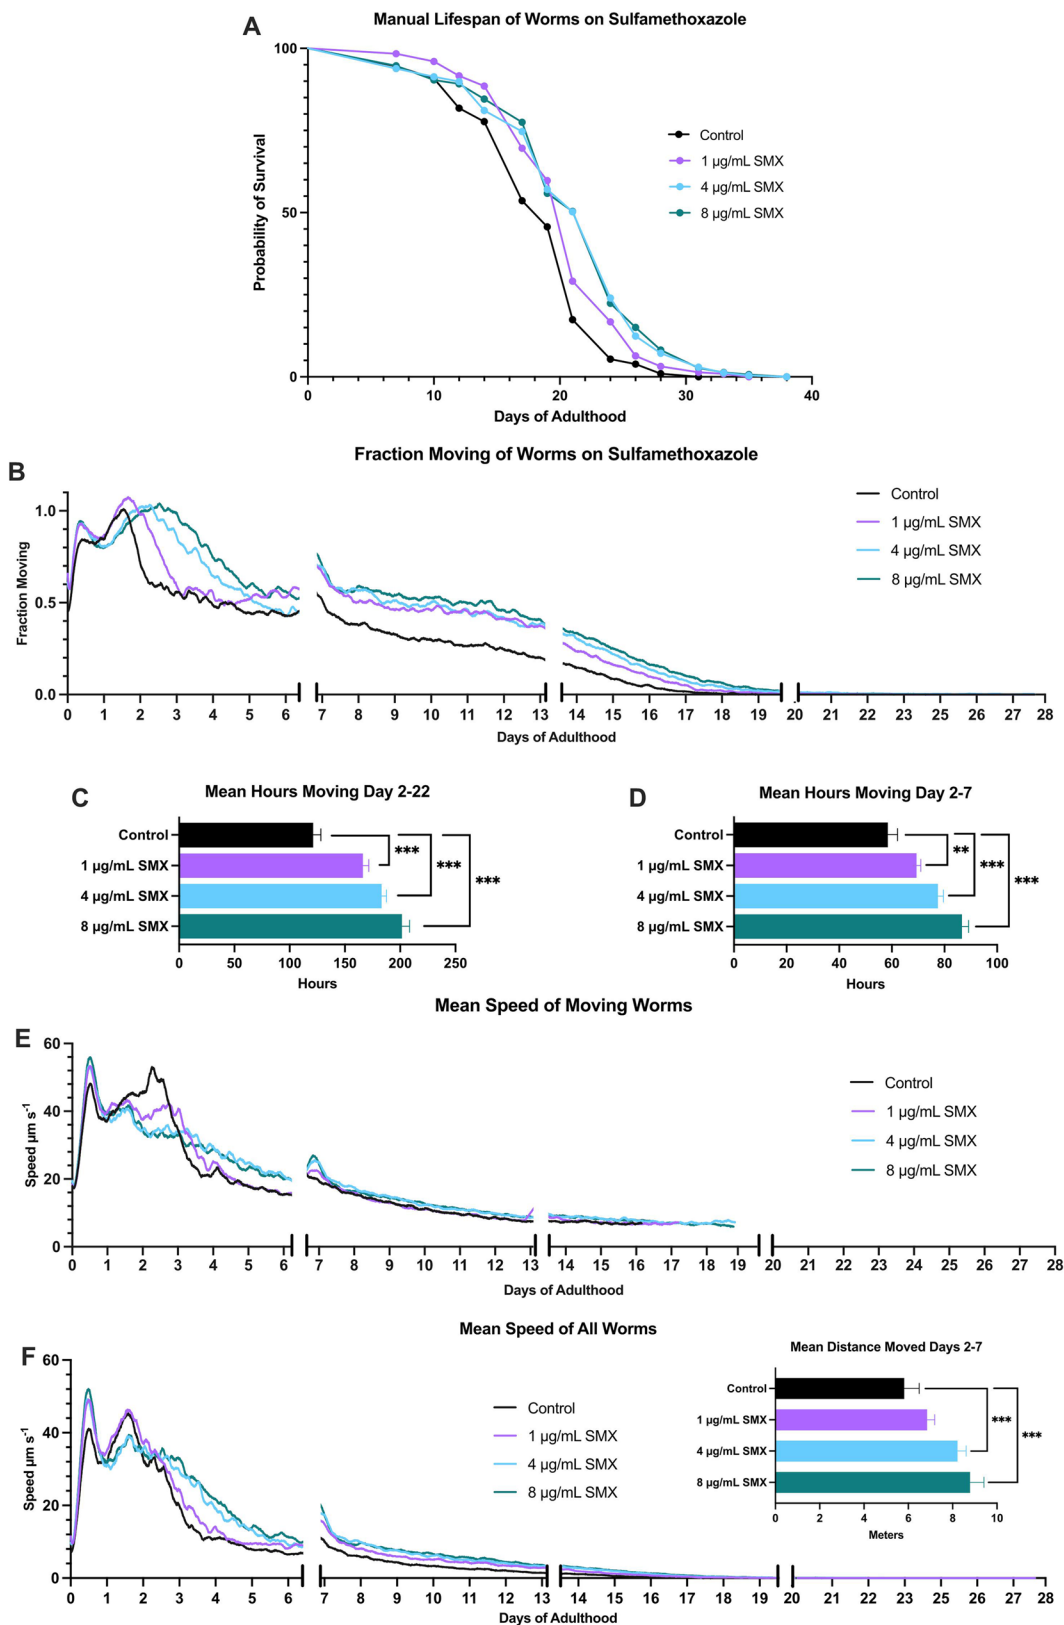 A
Manual Lifespan of Worms on Sulfamethoxazole
Probability of Survival
100
50
0
0 10 20 30 40
Days of Adulthood
Control
1 µg/mL SMX
4 µg/mL SMX
8 µg/mL SMX
B
Fraction Moving of Worms on Sulfamethoxazole
Fraction Moving
1.0
0.5
0.0
0 1 2 3 4 5 6 7 8 9 10 11 12 13 14 15 16 17 18 19 20 21 22 23 25 26 27 28
Days of Adulthood
Control
1 µg/mL SMX
4 µg/mL SMX
8 µg/mL SMX
C
Mean Hours Moving Day 2-22
Control
1 µg/mL SMX
4 µg/mL SMX
8 µg/mL SMX
***
***
***
0 50 100 150 200 250
Hours
D
Mean Hours Moving Day 2-7
Control
1 µg/mL SMX
4 µg/mL SMX
8 µg/mL SMX
**
***
***
0 20 40 60 80 100
Hours
E
Mean Speed of Moving Worms
Speed µm s-1
60
40
20
0
0 1 2 3 4 5 6 7 8 9 10 11 12 13 14 15 16 17 18 19 20 21 22 23 24 25 26 27 28
Days of Adulthood
Control
1 µg/mL SMX
4 µg/mL SMX
8 µg/mL SMX
F
Mean Speed of All Worms
Speed µm s-1
60
40
20
0
0 1 2 3 4 5 6 7 8 9 10 11 12 13 14 15 16 17 18 19 20 21 22 23 25 26 27 28
Days of Adulthood
Control
1 µg/mL SMX
4 µg/mL SMX
8 µg/mL SMX
Mean Distance Moved Days 2-7
Control
1 µg/mL SMX
4 µg/mL SMX
8 µg/mL SMX
***
***
0 2 4 6 8 10
Meters